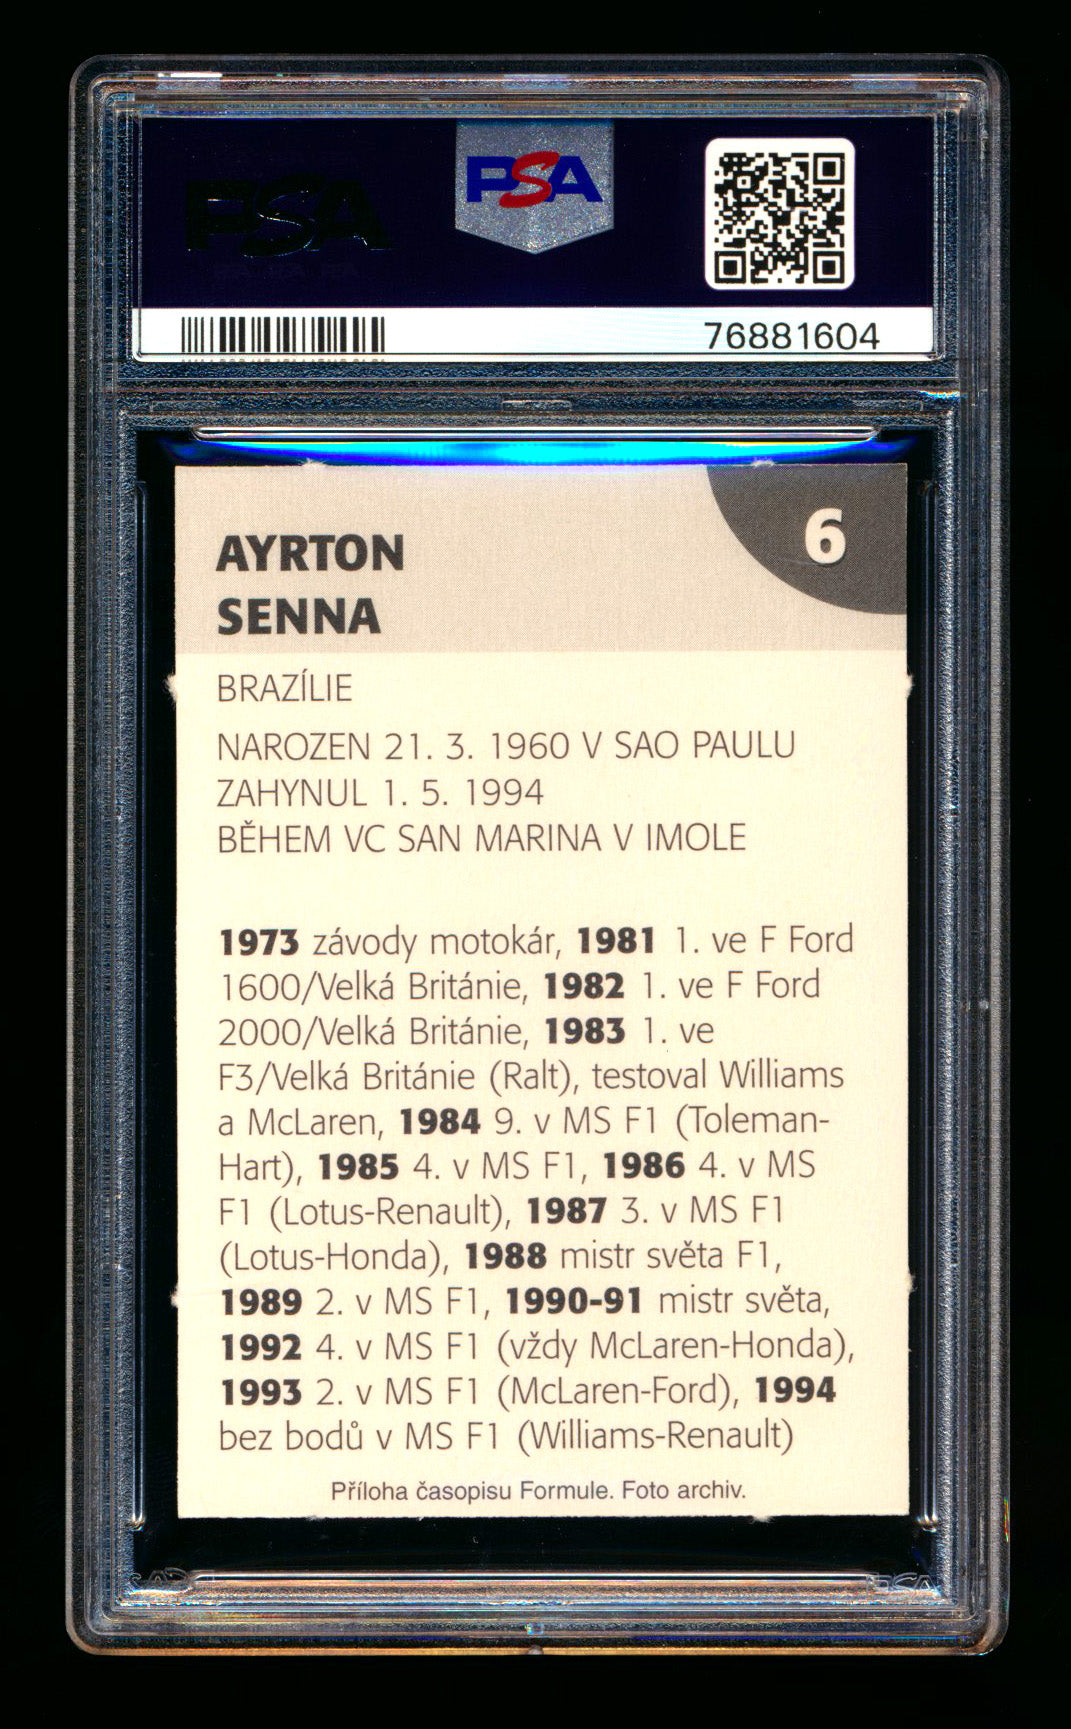 PSA
PSA
76881604
6
AYRTON
SENNA
BRAZÍLIE
NAROZEN 21. 3. 1960 V SAO PAULU
ZAHYNUL 1. 5. 1994
BĚHEM VC SAN MARINA V IMOLE
1973 závody motokár, 1981 1. ve F Ford
1600/Velká Británie, 1982 1. ve F Ford
2000/Velká Británie, 1983 1. ve
F3/Velká Británie (Ralt), testoval Williams
a McLaren, 1984 9. v MS F1 (Toleman-
Hart), 1985 4. v MS F1, 1986 4. v MS
F1 (Lotus-Renault), 1987 3. v MS F1
(Lotus-Honda), 1988 mistr světa F1,
1989 2. v MS F1, 1990-91 mistr světa,
1992 4. v MS F1 (vždy McLaren-Honda),
1993 2. v MS F1 (McLaren-Ford), 1994
bez bodů v MS F1 (Williams-Renault)
Příloha časopisu Formule. Foto archiv.
PSA